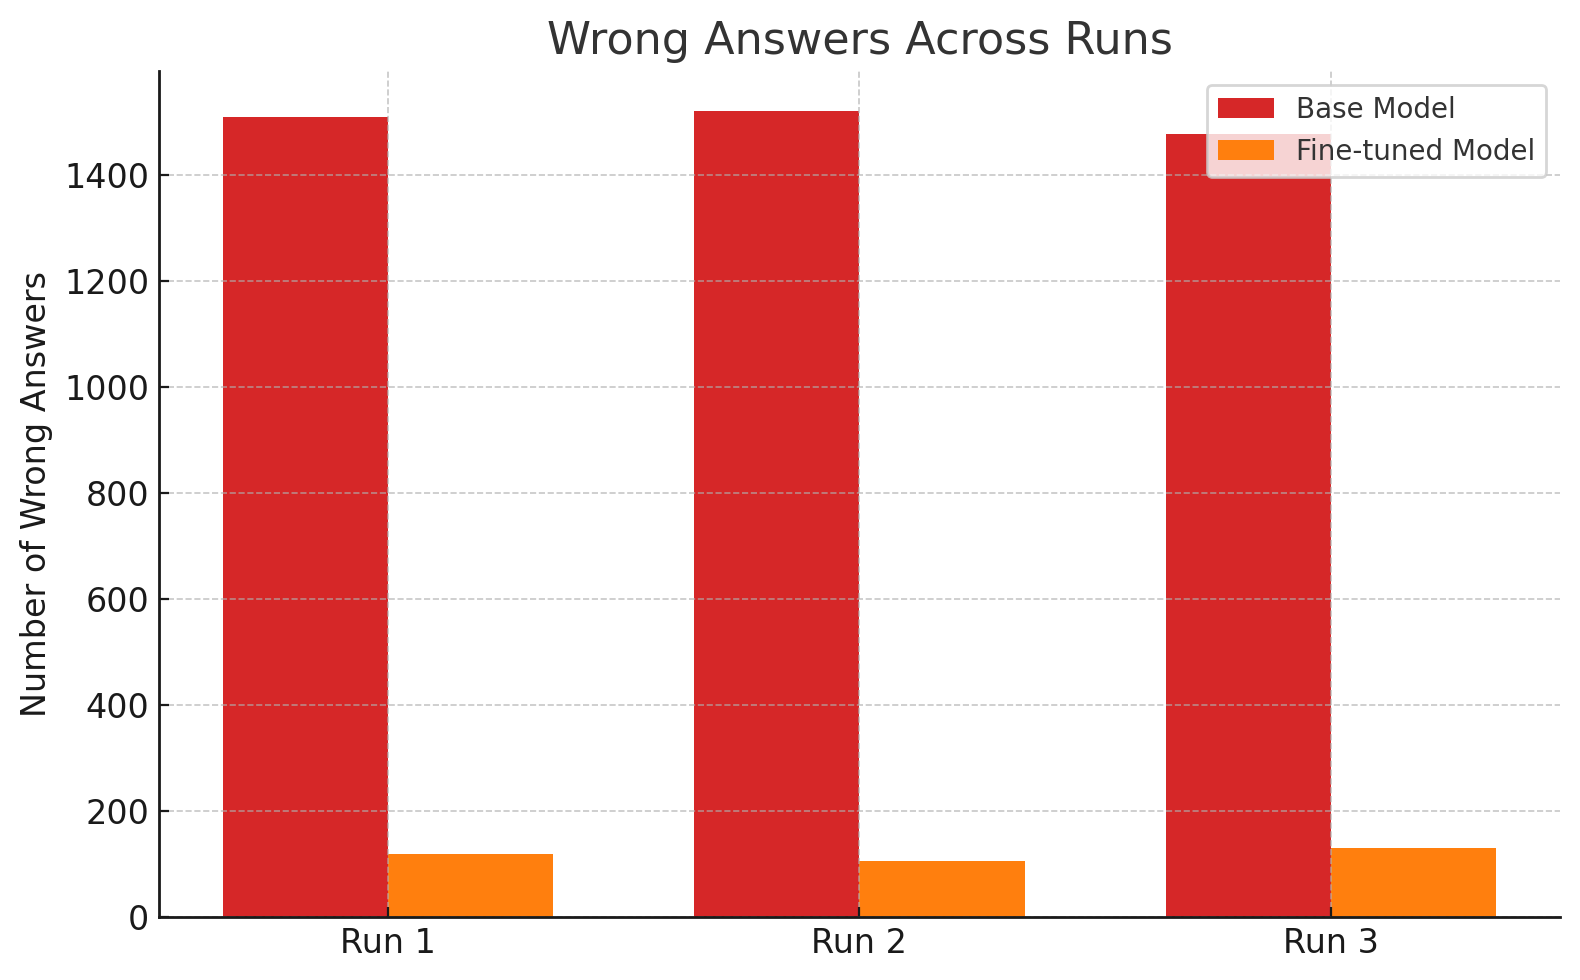 Wrong Answers Across Runs
Base Model
Fine-tuned Model
Number of Wrong Answers
1400
1200
1000
800
600
400
200
0
Run 1
Run 2
Run 3